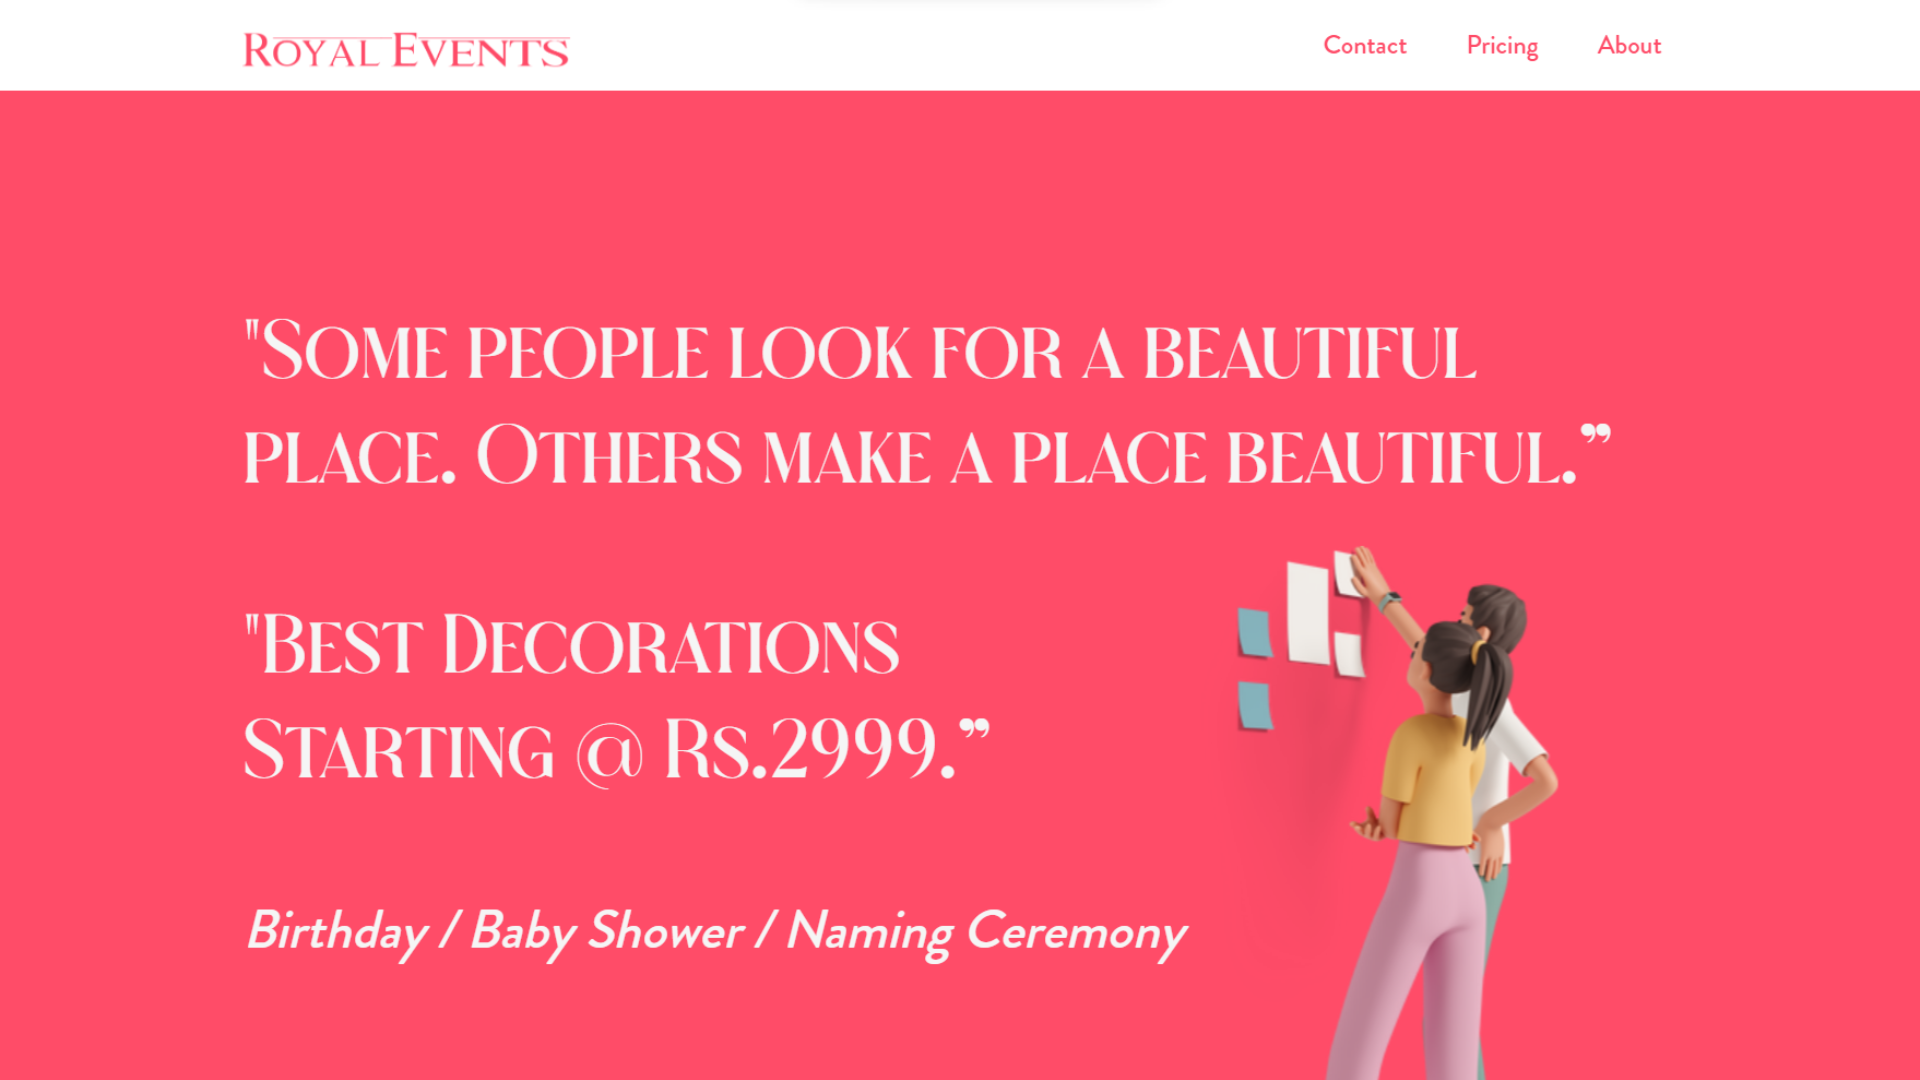 Royal Events
Contact Pricing About
"Some people look for a beautiful
place. Others make a place beautiful.”
"Best Decorations
Starting @ Rs.2999.”
Birthday / Baby Shower / Naming Ceremony